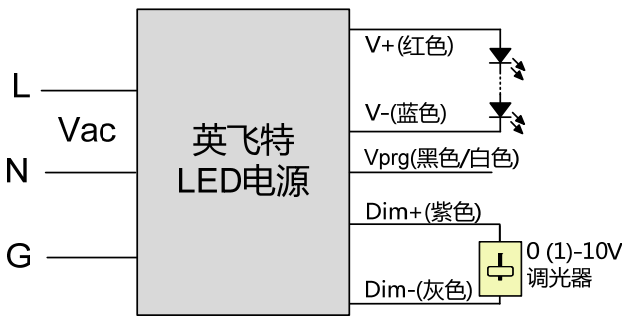 L
Vac
N
G
英飞特
LED电源
V+(红色)
V-(蓝色)
Vprg(黑色/白色)
Dim+(紫色)
Dim-(灰色)
0 (1)-10V
调光器